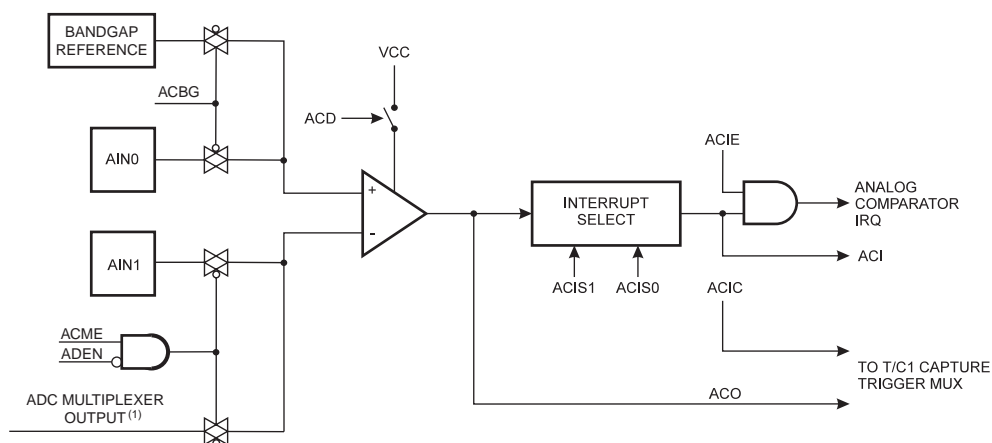 BANDGAP
REFERENCE
VCC
ACBG
ACD
AIN0
ACIE
+
INTERRUPT
SELECT
ANALOG
COMPARATOR
IRQ
-
AIN1
ACI
ACIS1 ACIS0 ACIC
ACME
ADEN
TO T/C1 CAPTURE
TRIGGER MUX
ADC MULTIPLEXER
OUTPUT (1)
ACO